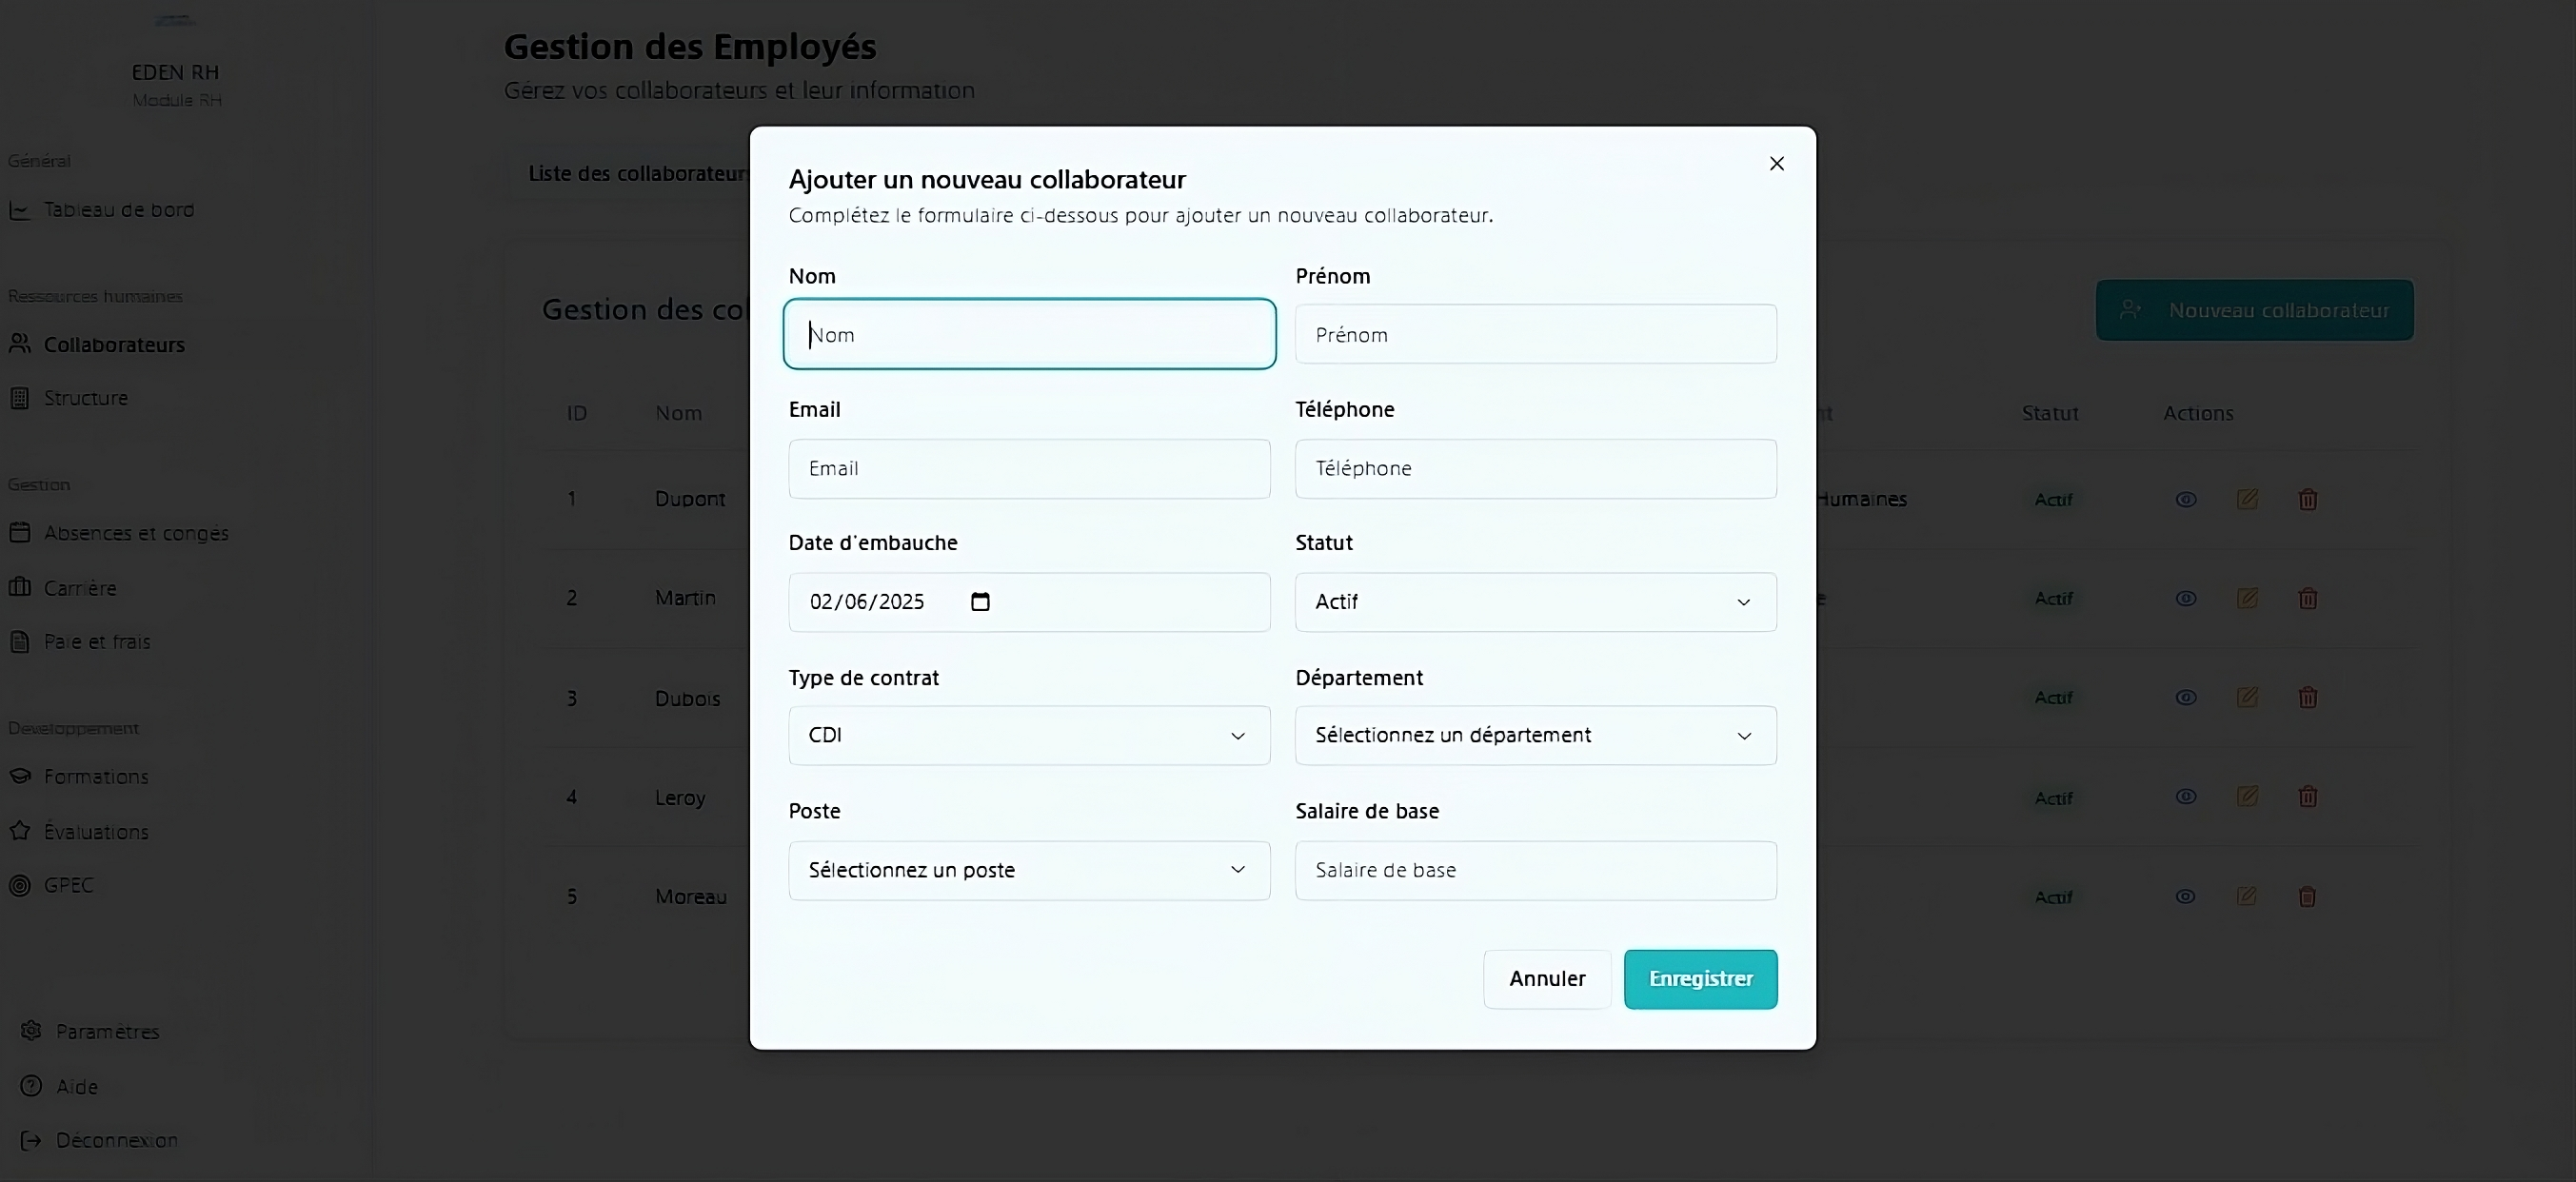 EDEN RH
Module RH
Général
Tableau de bord
Ressources humaines
Collaborateurs
Structure
Gestion
Absences et congés
Carrière
Paie et frais
Developpement
Formations
Évaluations
GPEC
Paramètres
Aide
Déconnexion
Gestion des Employés
Gérez vos collaborateurs et leur information
Liste des collaborateurs
Gestion des col
Nouveau collaborateur
ID Nom nt Statut Actions
1 Dupont Humaines Actif
2 Martin e Actif
3 Dubois Actif
4 Leroy Actif
5 Moreau Actif
Ajouter un nouveau collaborateur
Complétez le formulaire ci-dessous pour ajouter un nouveau collaborateur.
Nom Prénom
Nom Prénom
Email Téléphone
Email Téléphone
Date d'embauche Statut
02/06/2025 Actif
Type de contrat Département
CDI Sélectionnez un département
Poste Salaire de base
Sélectionnez un poste Salaire de base
Annuler Enregistrer